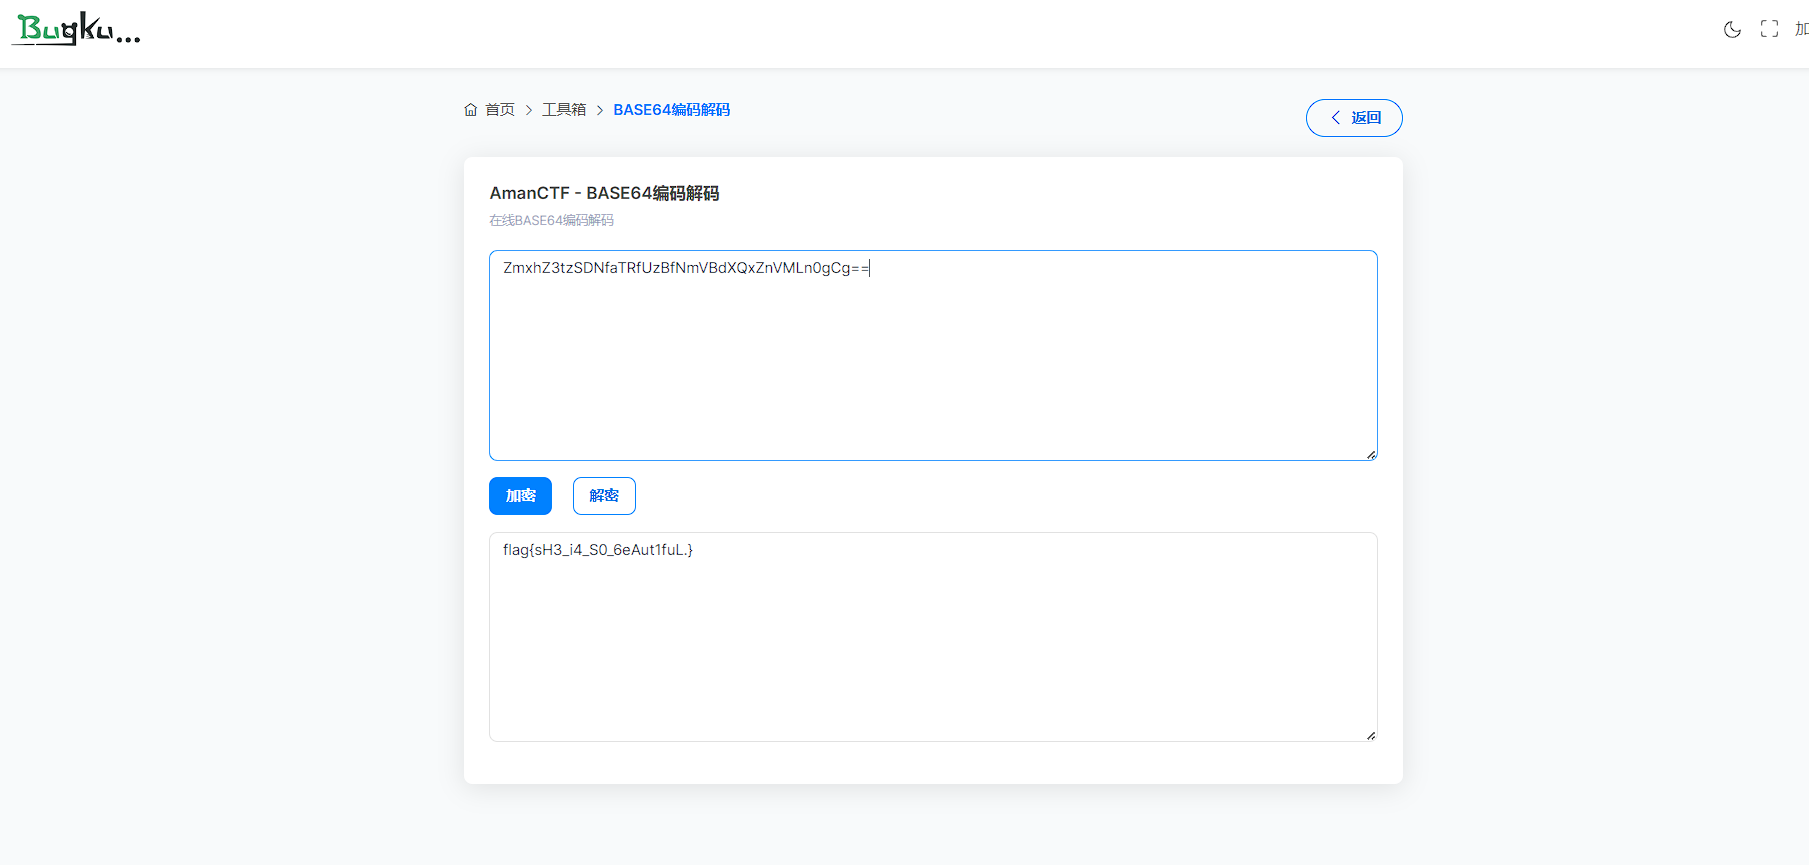 Bugku...
加
首页 > 工具箱 > BASE64编码解码
返回
AmanCTF - BASE64编码解码
在线BASE64编码解码
ZmxhZ3tzSDNfaTRfUzBfNmVBdXQxZnVMLn0gCg==
加密 解密
flag{sH3_i4_S0_6eAut1fuL.}